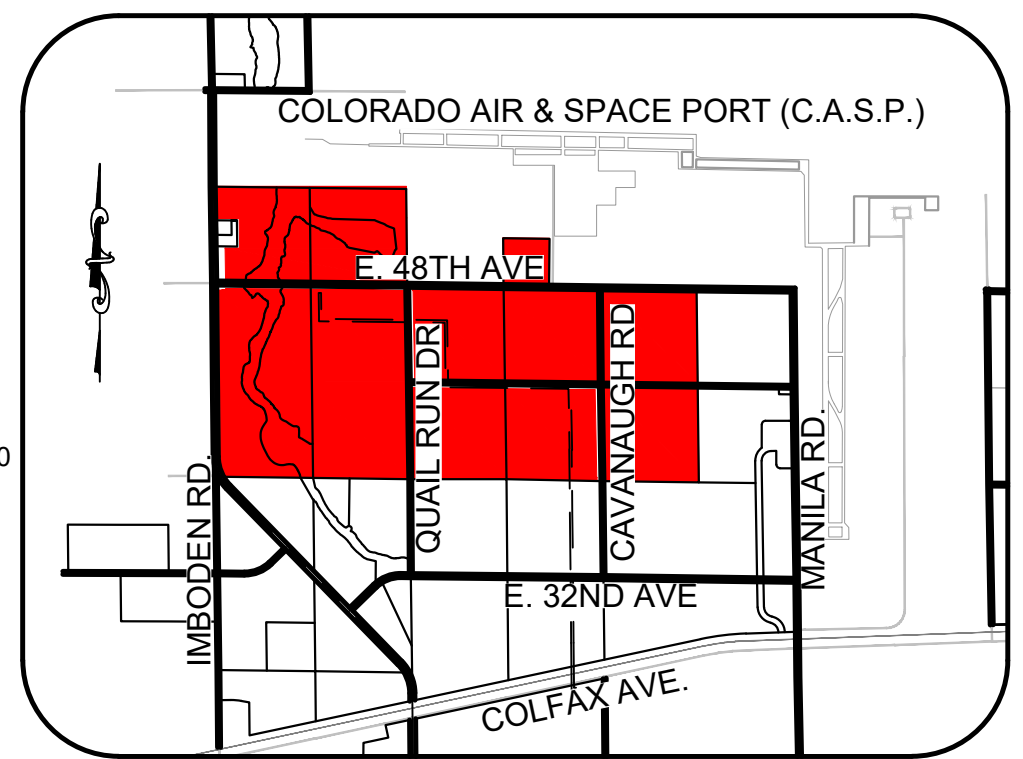 COLORADO AIR & SPACE PORT (C.A.S.P.)
E. 48TH AVE
QUAIL RUN DR
CAVANAUGH RD
MANILA RD.
IMBODEN RD.
E. 32ND AVE
COLFAX AVE.
0